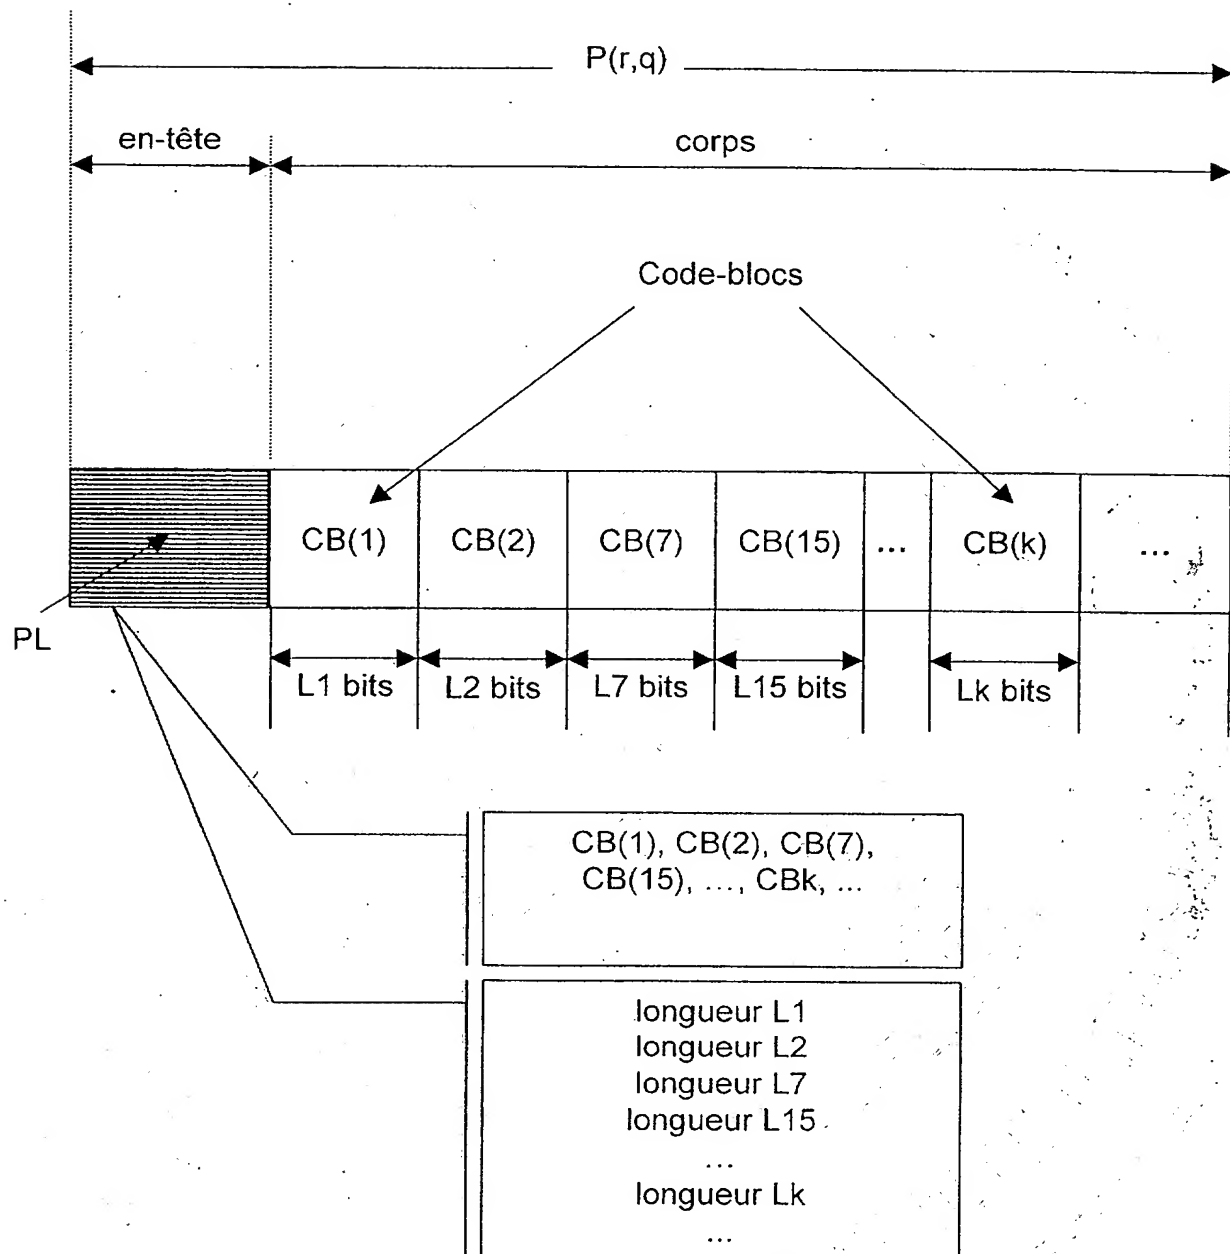 P(r,q)
en-tête
corps
Code-blocs
CB(1)
CB(2)
CB(7)
CB(15)
...
CB(k)
...
PL
L1 bits
L2 bits
L7 bits
L15 bits
Lk bits
CB(1), CB(2), CB(7),
CB(15), ..., CBk, ...
longueur L1
longueur L2
longueur L7
longueur L15
...
longueur Lk
...